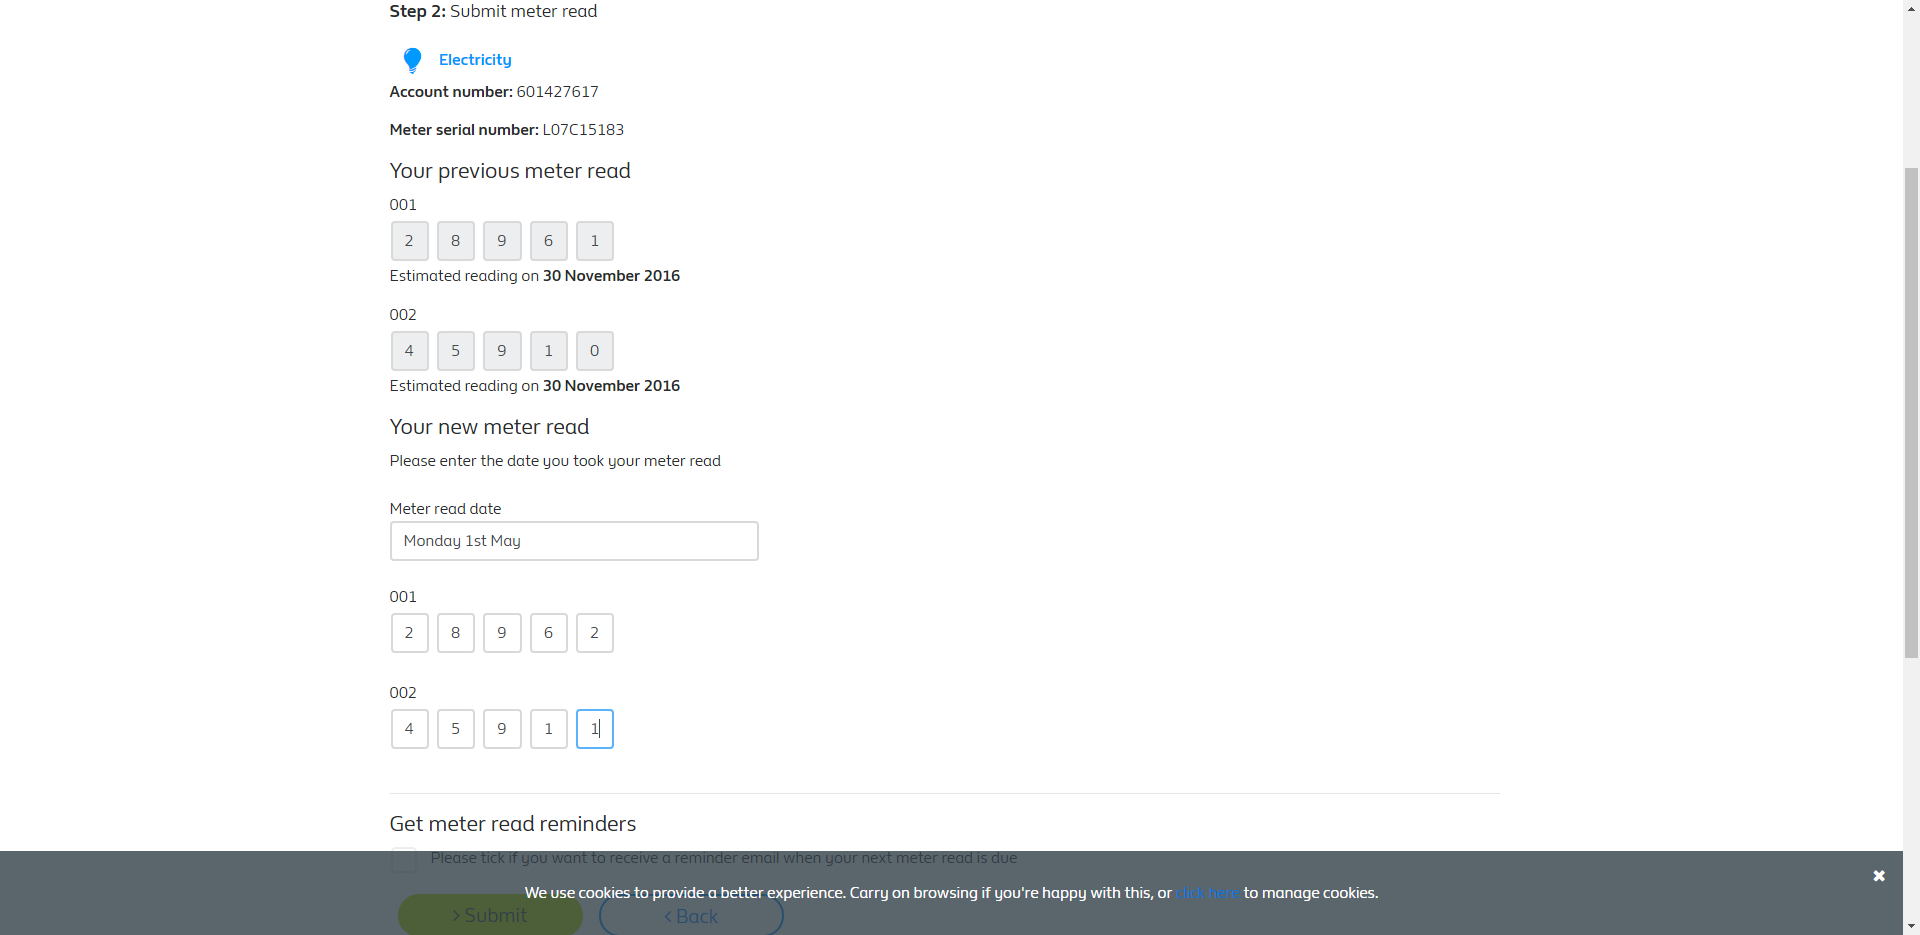 Step 2: Submit meter read
Electricity
Account number: 601427617
Meter serial number: L07C15183
Your previous meter read
001
2 8 9 6 1
Estimated reading on 30 November 2016
002
4 5 9 1 0
Estimated reading on 30 November 2016
Your new meter read
Please enter the date you took your meter read
Meter read date
Monday 1st May
001
2 8 9 6 2
002
4 5 9 1 1
Get meter read reminders
Please tick if you want to receive a reminder email when your next meter read is due
We use cookies to provide a better experience. Carry on browsing if you're happy with this, or click here to manage cookies.
Submit Back